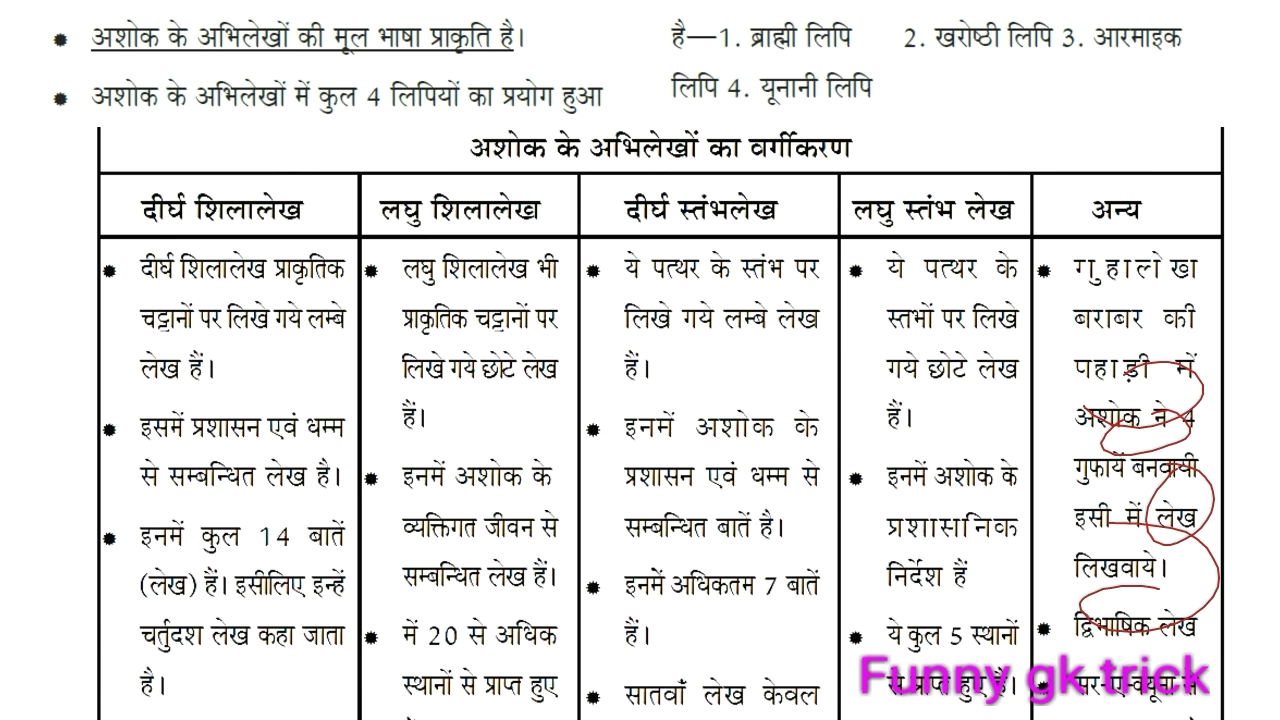 अशोक के अभिलेखों की मूल भाषा प्राकृति है।
अशोक के अभिलेखों में कुल 4 लिपियों का प्रयोग हुआ
है—1. ब्राह्मी लिपि 2. खरोष्ठी लिपि 3. आरमाइक
लिपि 4. यूनानी लिपि
अशोक के अभिलेखों का वर्गीकरण
दीर्घ शिलालेख
दीर्घ शिलालेख प्राकृतिक
चट्टानों पर लिखे गये लम्बे
लेख हैं।
इसमें प्रशासन एवं धम्म
से सम्बन्धित लेख है।
इनमें कुल 14 बातें
(लेख) हैं। इसीलिए इन्हें
चर्तुदश लेख कहा जाता
है।
लघु शिलालेख
लघु शिलालेख भी
प्राकृतिक चट्टानों पर
लिखे गये छोटे लेख
हैं।
इनमें अशोक के
व्यक्तिगत जीवन से
सम्बन्धित लेख हैं।
में 20 से अधिक
स्थानों से प्राप्त हुए
दीर्घ स्तंभलेख
ये पत्थर के स्तंभ पर
लिखे गये लम्बे लेख
हैं।
इनमें अशोक के
प्रशासन एवं धम्म से
सम्बन्धित बातें है।
इनमें अधिकतम 7 बातें
हैं।
सातवाँ लेख केवल
लघु स्तंभ लेख
ये पत्थर के
स्तभों पर लिखे
गये छोटे लेख
हैं।
इनमें अशोक के
प्रशासनिक
निर्देश हैं
ये कुल 5 स्थानों
से प्राप्त हुए है।
अन्य
गुहालेखा
बराबर की
पहाड़ी में
अशोक ने 4
गुफायें बनवायी
इसी में लेख
लिखवाये।
द्विभाषिक लेख
Funny gk trick